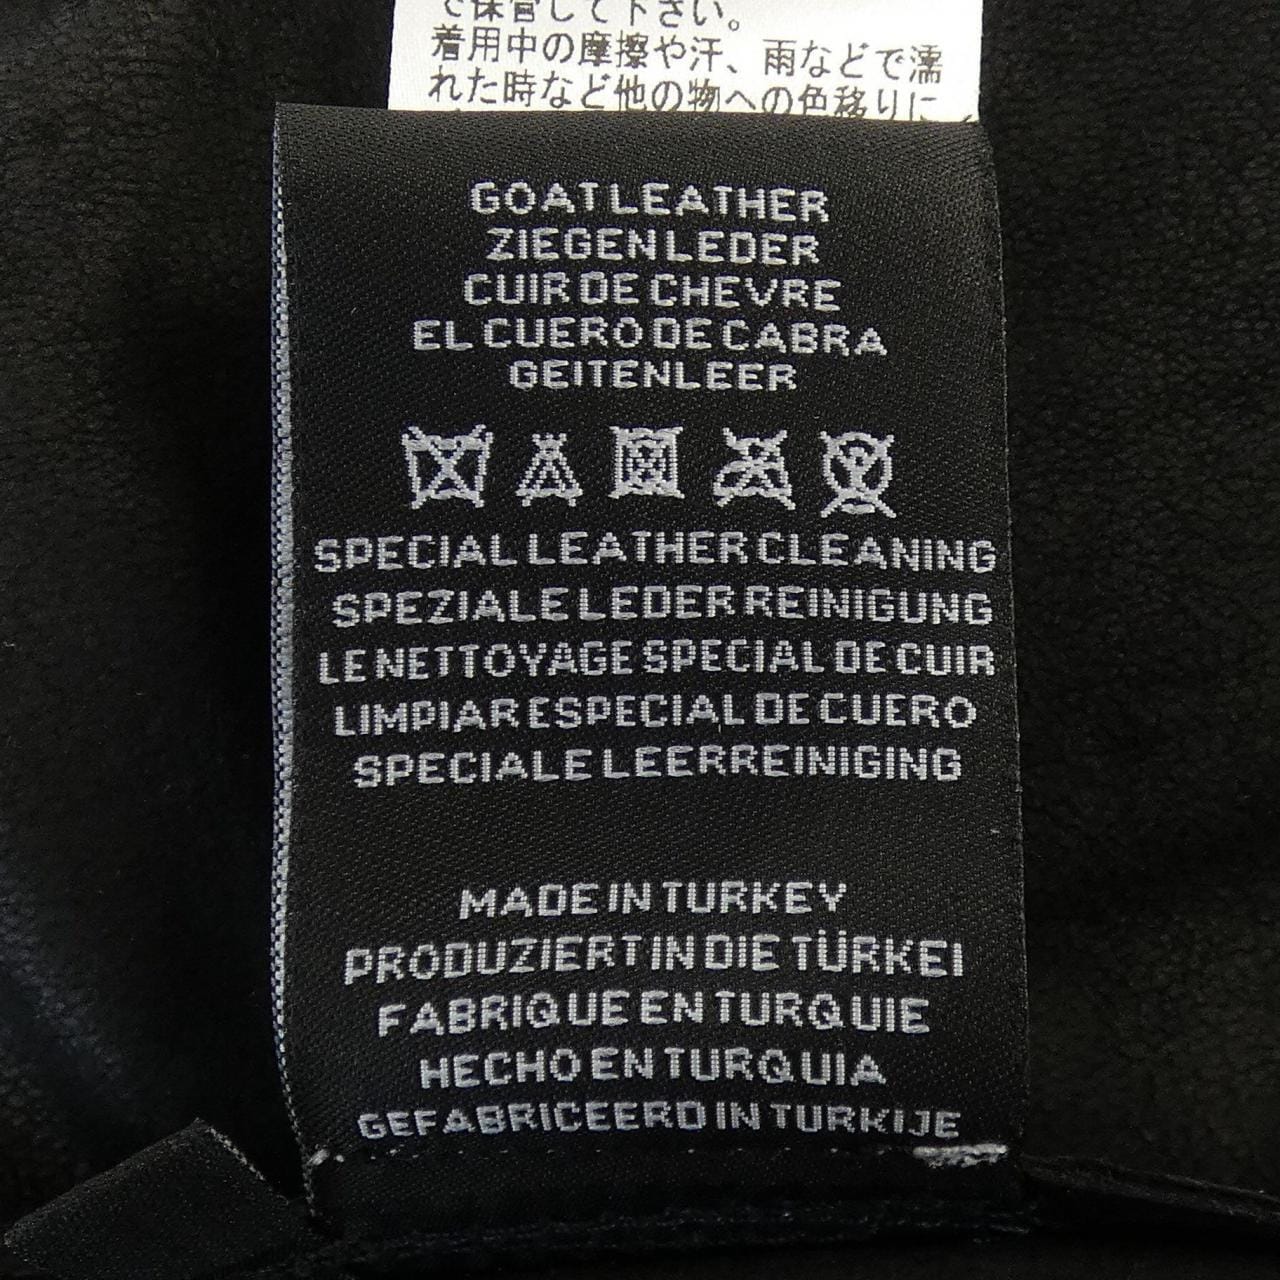 で保管して下さい。
着用中の摩擦や汗、雨などで濡
れた時など他の物への色移りに
GOAT LEATHER
ZIEGENLEDER
CUIR DE CHEVRE
EL CUERO DE CABRA
GEITENLEER
SPECIAL LEATHER CLEANING
SPEZIALE LEDERREINIGUNG
LE NETTOYAGE SPECIAL DE CUIR
LIMPIAR ESPECIAL DE CUERO
SPECIALE LEERREINIGING
MADE IN TURKEY
PRODUZIERT IN DIE TÜRKEI
FABRIQUE EN TURQUIE
HECHO EN TURQUIA
GEFABRICEERD IN TURKIJE